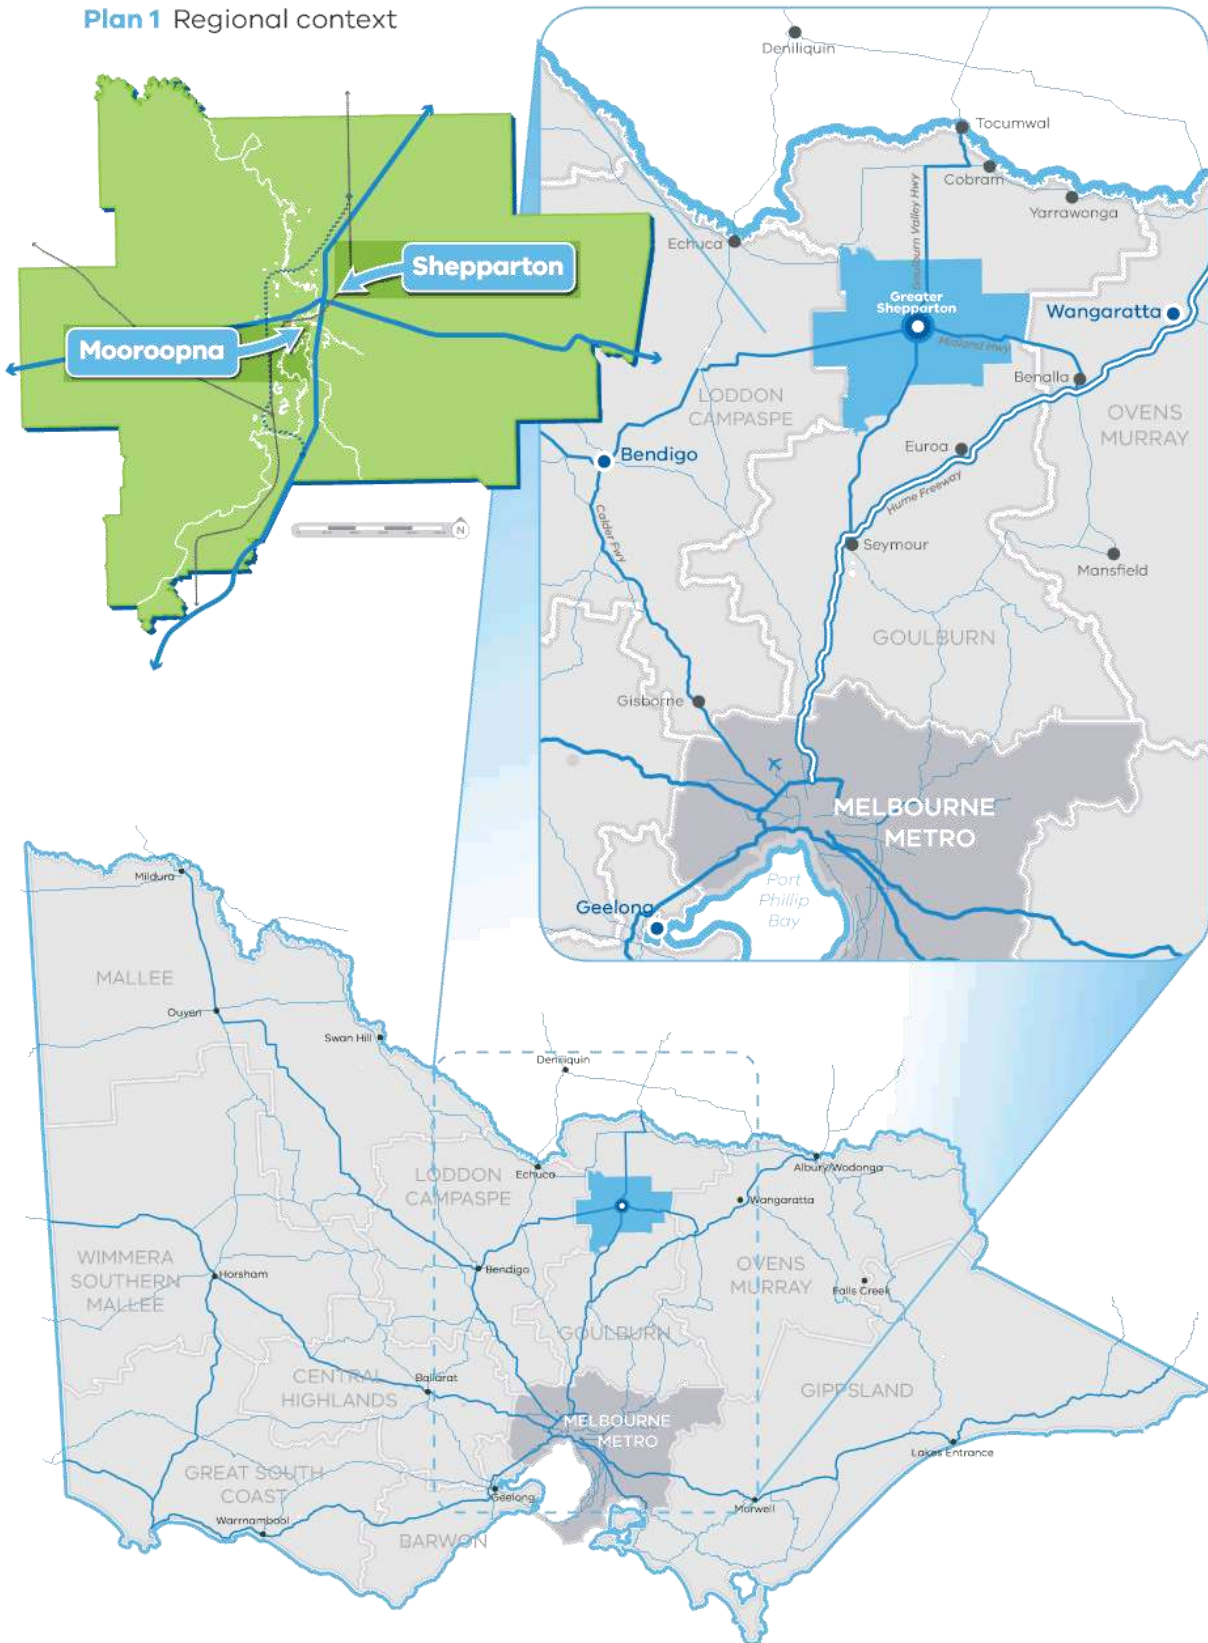 Plan 1 Regional context
Shepparton
Mooroopna
N
Deniliquin
Tocumwal
Cobram
Yarrawonga
Echuca
Goulburn Valley Hwy
Greater
Shepparton
Wangaratta
Midland Hwy
Benalla
LODDON
CAMPASPE
OVENS
MURRAY
Euroa
Bendigo
Hume Freeway
Calder Fwy
Seymour
Mansfield
GOULBURN
Gisborne
MELBOURNE
METRO
Port
Phillip
Bay
Geelong
Mildura
MALLEE
Ouyen
Swan Hill
Deniliquin
LODDON
CAMPASPE
Echuca
Albury/Wodonga
Wangaratta
WIMMERA
SOUTHERN
MALLEE
Horsham
Bendigo
OVENS
MURRAY
Falls Creek
GOULBURN
CENTRAL
HIGHLANDS
Ballarat
GIPPSLAND
MELBOURNE
METRO
Lakes Entrance
GREAT SOUTH
COAST
Geelong
Morwell
Warrnambool
BARWON